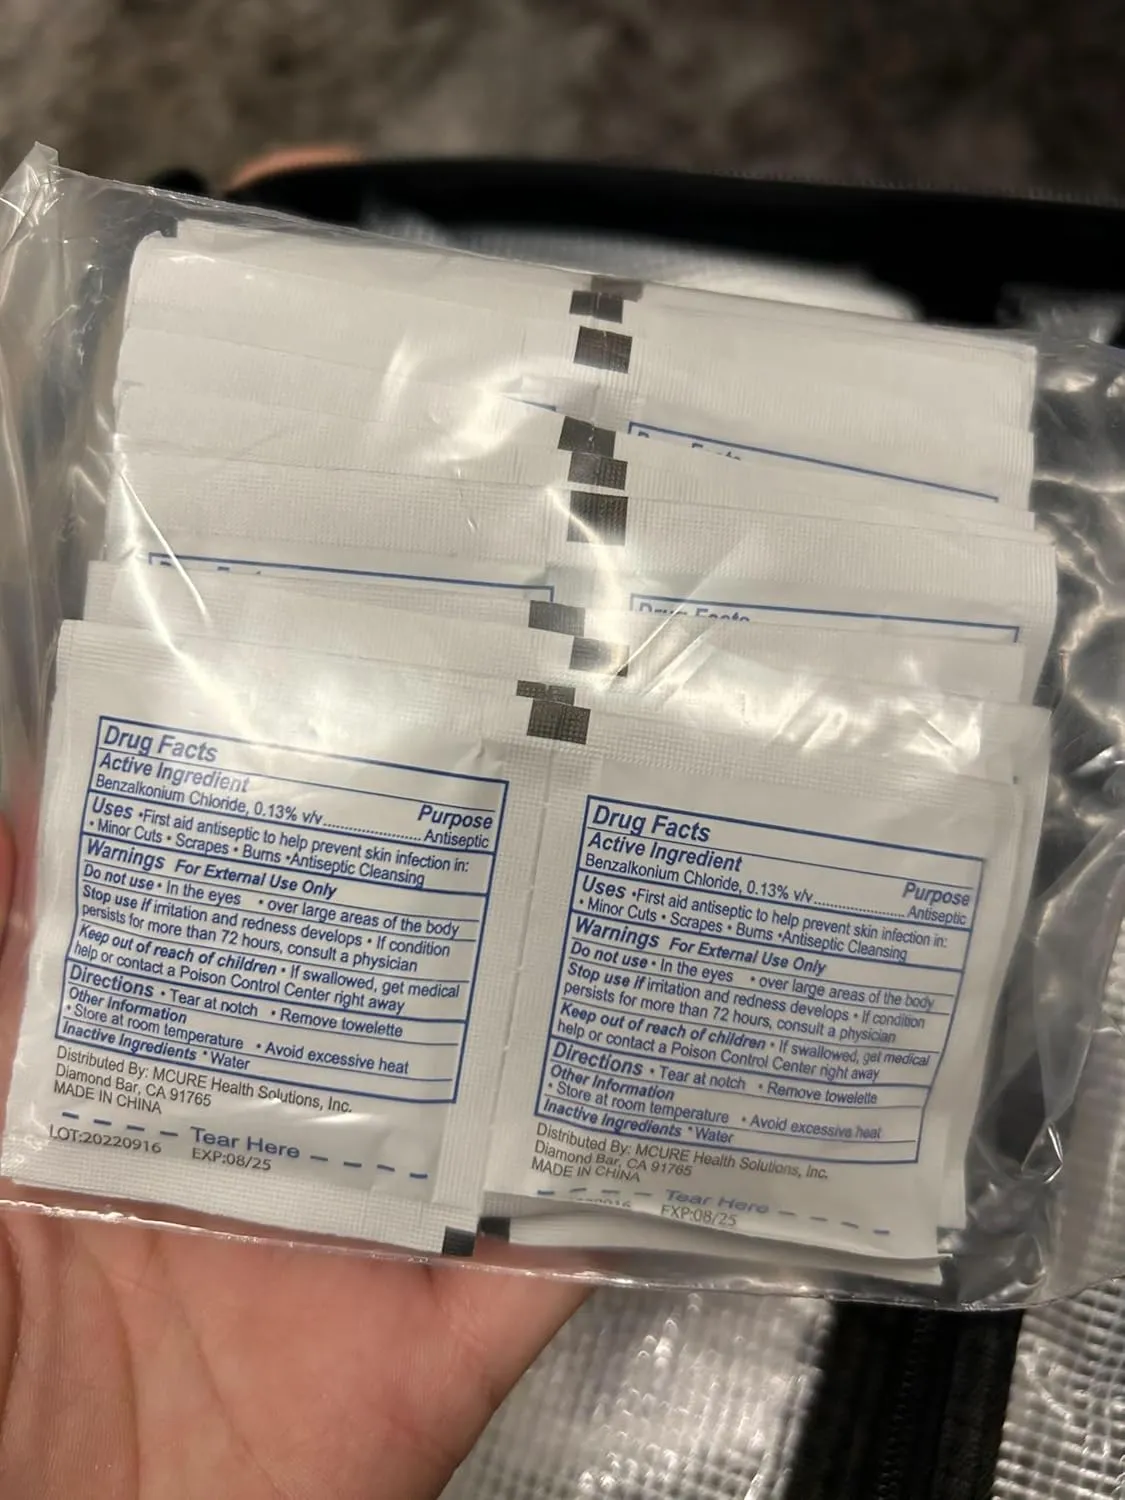 Drug Facts
Drug Facts
Drug Facts
Drug Facts
Active Ingredient Purpose
Benzalkonium Chloride, 0.13% v/v........................ Antiseptic
Uses •First aid antiseptic to help prevent skin infection in:
• Minor Cuts • Scrapes • Burns •Antiseptic Cleansing
Warnings For External Use Only
Do not use • In the eyes • over large areas of the body
Stop use if irritation and redness develops • If condition
persists for more than 72 hours, consult a physician
Keep out of reach of children • If swallowed, get medical
help or contact a Poison Control Center right away
Directions • Tear at notch • Remove towelette
Other Information
• Store at room temperature • Avoid excessive heat
Inactive Ingredients • Water
Distributed By: MCURE Health Solutions, Inc.
Diamond Bar, CA 91765
MADE IN CHINA
Tear Here
LOT:20220916 EXP:08/25
Drug Facts
Active Ingredient Purpose
Benzalkonium Chloride, 0.13% v/v........................ Antiseptic
Uses •First aid antiseptic to help prevent skin infection in:
• Minor Cuts • Scrapes • Burns •Antiseptic Cleansing
Warnings For External Use Only
Do not use • In the eyes • over large areas of the body
Stop use if irritation and redness develops • If condition
persists for more than 72 hours, consult a physician
Keep out of reach of children • If swallowed, get medical
help or contact a Poison Control Center right away
Directions • Tear at notch • Remove towelette
Other Information
• Store at room temperature • Avoid excessive heat
Inactive Ingredients • Water
Distributed By: MCURE Health Solutions, Inc.
Diamond Bar, CA 91765
MADE IN CHINA
Tear Here
EXP:08/25